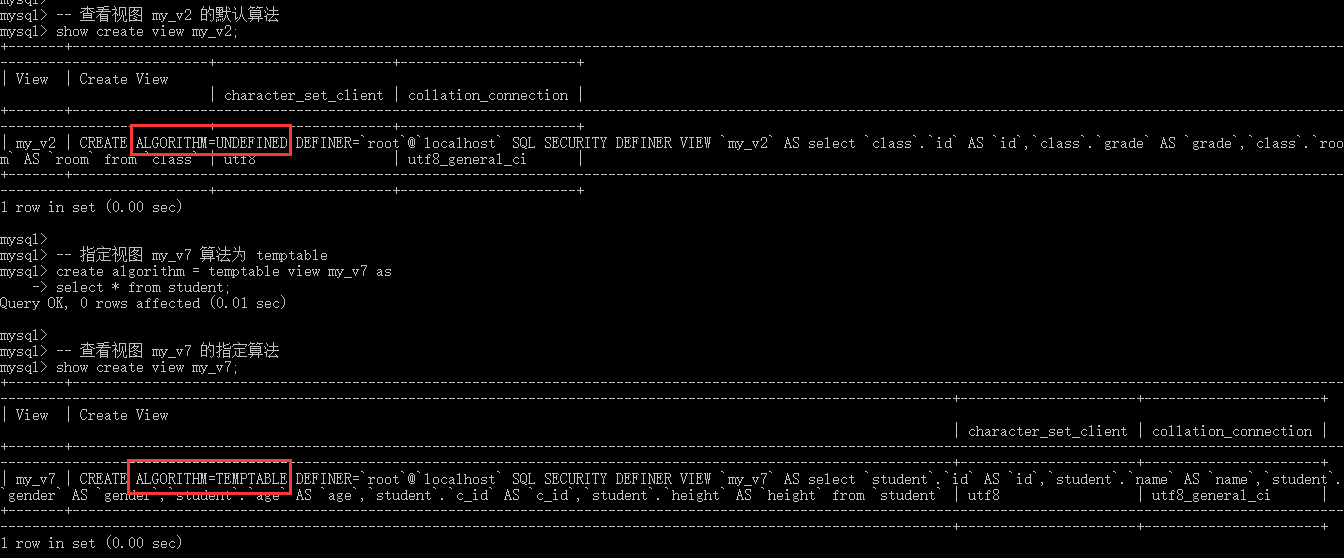 mysql> -- 查看视图 my_v2 的默认算法
mysql> show create view my_v2;
| View | Create View
| character_set_client | collation_connection |
| my_v2 | CREATE ALGORITHM=UNDEFINED DEFINER=`root`@`localhost` SQL SECURITY DEFINER VIEW `my_v2` AS select `class`.`id` AS `id`,`class`.`grade` AS `grade`,`class`.`roo
m` AS `room` from `class` | utf8 | utf8_general_ci |
1 row in set (0.00 sec)
mysql>
mysql> -- 指定视图 my_v7 算法为 temptable
mysql> create algorithm = temptable view my_v7 as
-> select * from student;
Query OK, 0 rows affected (0.01 sec)
mysql>
mysql> -- 查看视图 my_v7 的指定算法
mysql> show create view my_v7;
| View | Create View
| character_set_client | collation_connection |
| my_v7 | CREATE ALGORITHM=TEMPTABLE DEFINER=`root`@`localhost` SQL SECURITY DEFINER VIEW `my_v7` AS select `student`.`id` AS `id`,`student`.`name` AS `name`,`student`.
`gender` AS `gender`,`student`.`age` AS `age`,`student`.`c_id` AS `c_id`,`student`.`height` AS `height` from `student` | utf8 | utf8_general_ci |
1 row in set (0.00 sec)